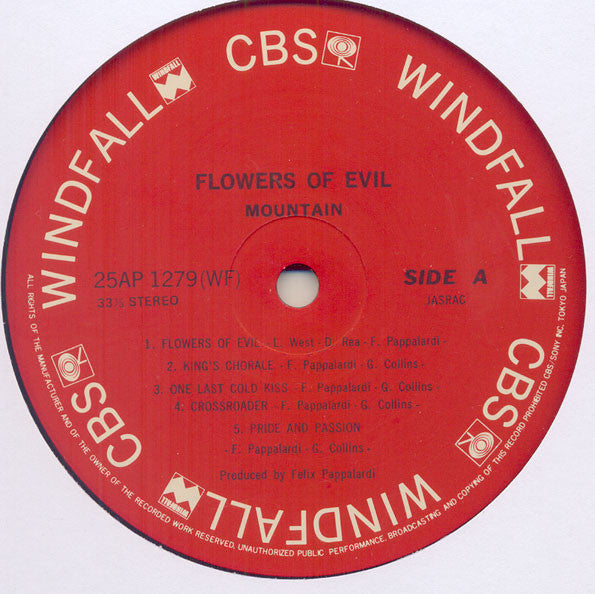 CBS
WINDFALL
WINDFALL
WINDFALL
WINDFALL
FLOWERS OF EVIL
MOUNTAIN
25AP 1279(WF)
33⅓ STEREO
SIDE A
JASRAC
1. FLOWERS OF EVIL - L. West - D. Rea - F. Pappalardi -
2. KING'S CHORALE - F. Pappalardi - G. Collins -
3. ONE LAST COLD KISS - F. Pappalardi - G. Collins -
4. CROSSROADER - F. Pappalardi - G. Collins -
5. PRIDE AND PASSION
- F. Pappalardi - G. Collins -
Produced by Felix Pappalardi
CBS
CBS
WINDFALL
WINDFALL
ALL RIGHTS OF THE MANUFACTURER AND OF THE OWNER OF THE RECORDED WORK RESERVED, UNAUTHORIZED PUBLIC PERFORMANCE, BROADCASTING AND COPYING OF THIS RECORD PROHIBITED CBS/SONY INC. TOKYO JAPAN